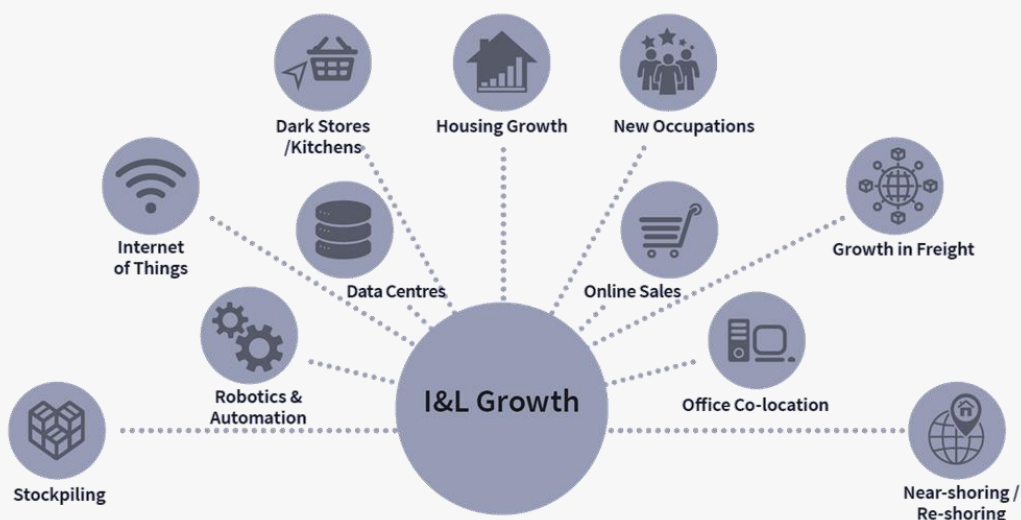 Dark Stores
/Kitchens
Housing Growth
New Occupations
Internet
of Things
Growth in Freight
Data Centres
Online Sales
Robotics &
Automation
I&L Growth
Office Co-location
Stockpiling
Near-shoring /
Re-shoring